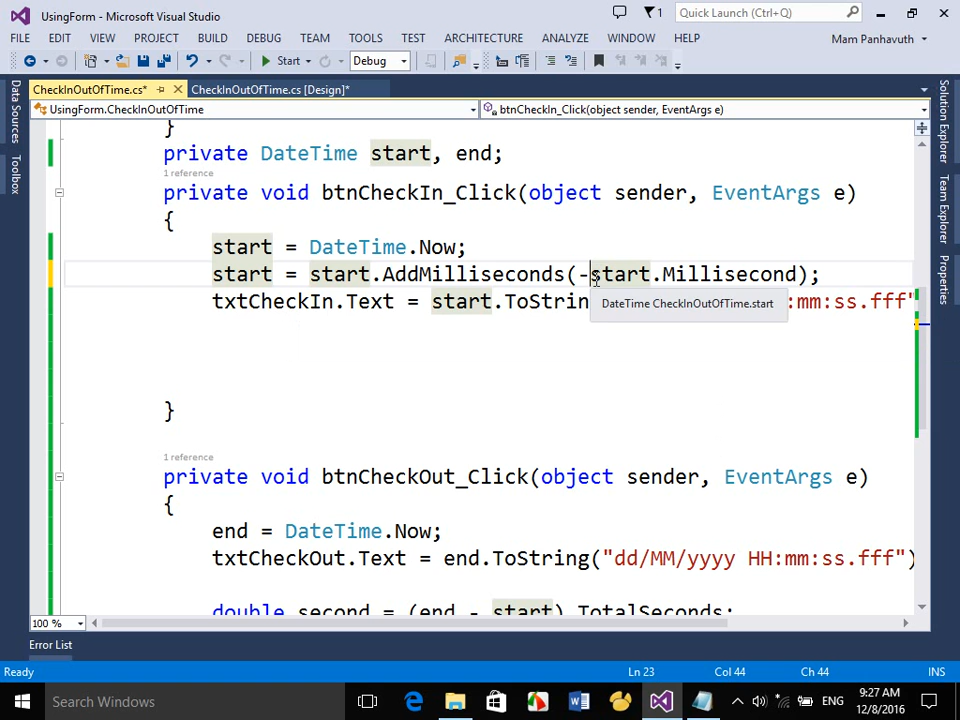 UsingForm - Microsoft Visual Studio
1
Quick Launch (Ctrl+Q)
FILE EDIT VIEW PROJECT BUILD DEBUG TEAM TOOLS TEST ARCHITECTURE ANALYZE WINDOW HELP
Mam Panhavuth
Start
Debug
CheckInOutOfTime.cs*
CheckInOutOfTime.cs [Design]*
UsingForm.CheckInOutOfTime
btnCheckIn_Click(object sender, EventArgs e)
Data Sources
Toolbox
Solution Explorer
Team Explorer
Properties
}
private DateTime start, end;
1 reference
private void btnCheckIn_Click(object sender, EventArgs e)
{
start = DateTime.Now;
start = start.AddMilliseconds(-start.Millisecond);
txtCheckIn.Text = start.ToStrin :mm:ss.fff"
DateTime CheckInOutOfTime.start
}
1 reference
private void btnCheckOut_Click(object sender, EventArgs e)
{
end = DateTime.Now;
txtCheckOut.Text = end.ToString("dd/MM/yyyy HH:mm:ss.fff")
double second = (end - start).TotalSeconds;
100 %
Error List
Ready
Ln 23
Col 44
Ch 44
INS
Search Windows
ENG
9:27 AM
12/8/2016